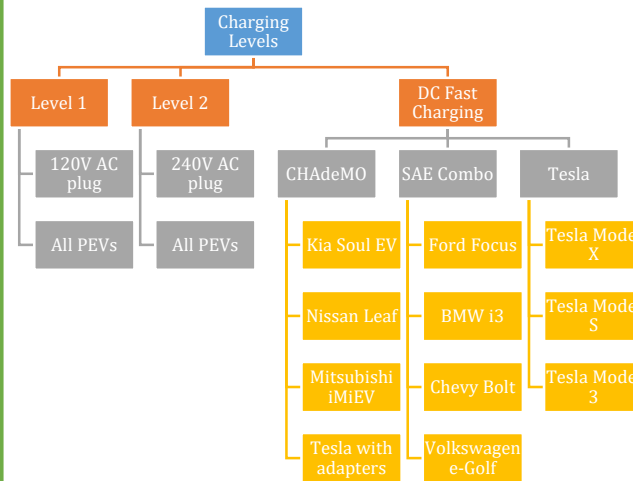 Charging
Levels
Level 1
Level 2
DC Fast
Charging
120V AC
plug
240V AC
plug
CHAdeMO
SAE Combo
Tesla
All PEVs
All PEVs
Kia Soul EV
Ford Focus
Tesla Mode
X
Nissan Leaf
BMW i3
Tesla Mode
S
Mitsubishi
iMiEV
Chevy Bolt
Tesla Mode
3
Tesla with
adapters
Volkswagen
e-Golf